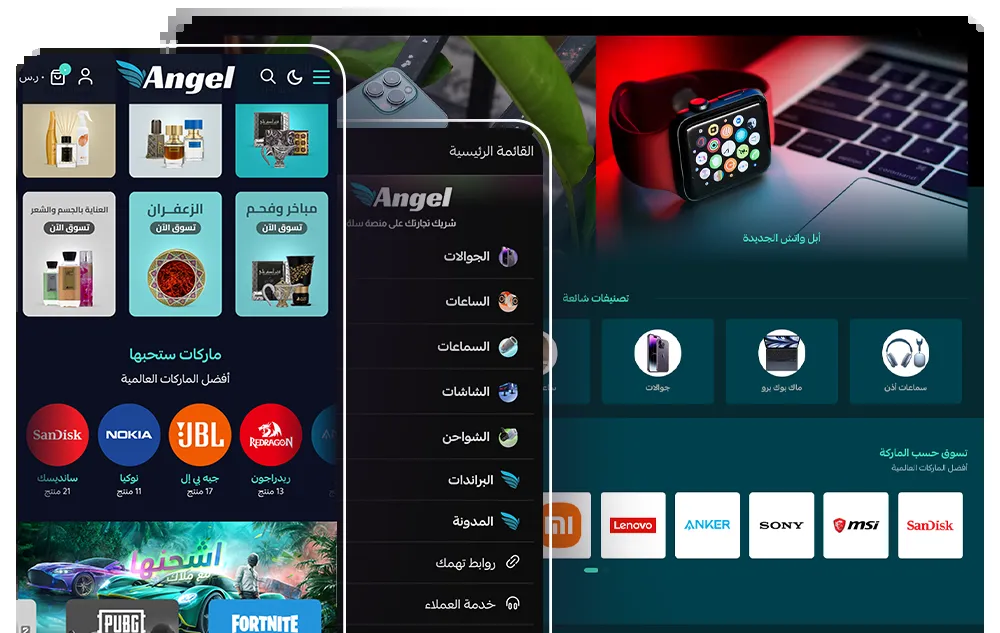 ر.س
Angel
العناية بالجسم والشعر
تسوق الآن
الزعفران
تسوق الآن
مباخر وفحم
تسوق الآن
ماركات ستحبها
أفضل الماركات العالمية
SanDisk
NOKIA
JBL
REDRAGON
سانديسك
نوكيا
جيه بي إل
ريدراجون
21 منتج
11 منتج
17 منتج
13 منتج
اشحنها
مع ملاك
PUBG
FORTNITE
القائمة الرئيسية
Angel
شريك تجارتك على منصة سلة
الجوالات
الساعات
السماعات
الشاشات
الشواحن
البراندات
المدونة
روابط تهمك
خدمة العملاء
command
أبل واتش الجديدة
تصنيفات شائعة
سماعات أذن
ماك بوك برو
جوالات
تسوق حسب الماركة
أفضل الماركات العالمية
mi
Lenovo
ANKER
SONY
msi
SanDisk